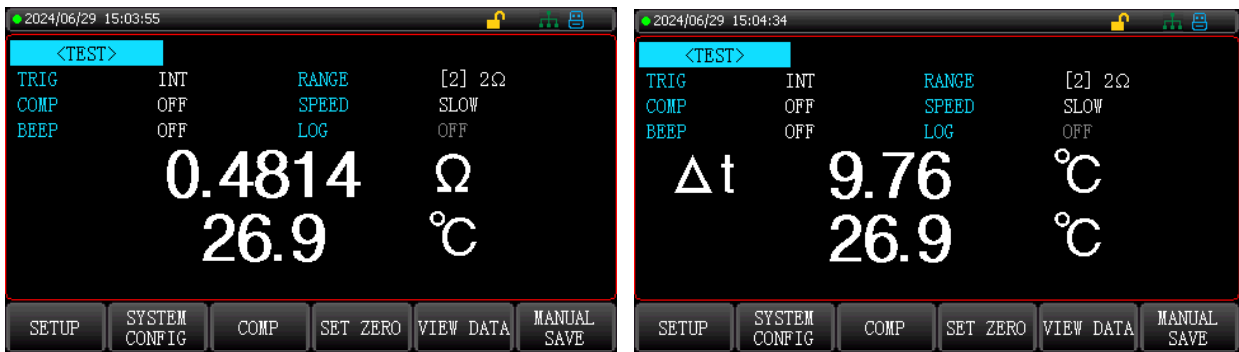 2024/06/29 15:03:55
<TEST>
TRIG INT RANGE [2] 2Ω
COMP OFF SPEED SLOW
BEEP OFF LOG OFF
0.4814 Ω
26.9 ℃
SETUP SYSTEM CONFIG COMP SET ZERO VIEW DATA MANUAL SAVE
2024/06/29 15:04:34
<TEST>
TRIG INT RANGE [2] 2Ω
COMP OFF SPEED SLOW
BEEP OFF LOG OFF
Δt 9.76 ℃
26.9 ℃
SETUP SYSTEM CONFIG COMP SET ZERO VIEW DATA MANUAL SAVE